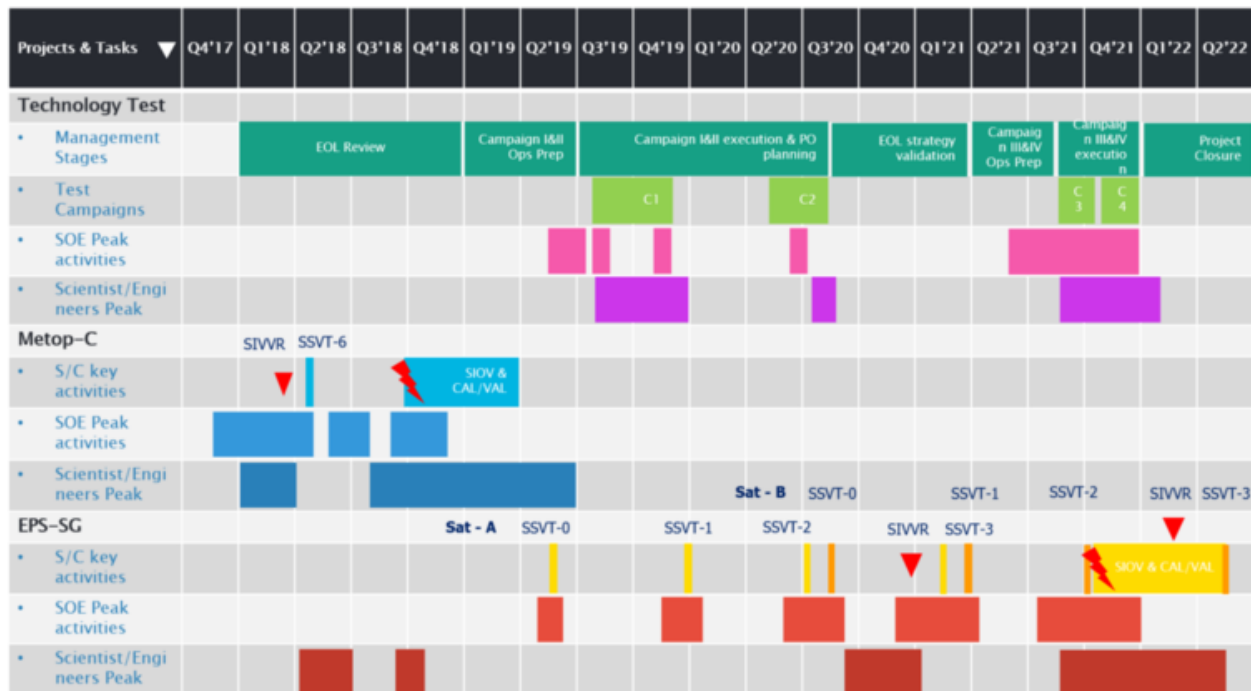 Projects & Tasks Q4'17 Q1'18 Q2'18 Q3'18 Q4'18 Q1'19 Q2'19 Q3'19 Q4'19 Q1'20 Q2'20 Q3'20 Q4'20 Q1'21 Q2'21 Q3'21 Q4'21 Q1'22 Q2'22
Technology Test
• Management
Stages
EOL Review
Campaign I&II
Ops Prep
Campaign I&II execution & PO
planning
EOL strategy
validation
Campaig
n III&IV
Ops Prep
Campaig
n III&IV
executio
n
Project
Closure
• Test
Campaigns
C1
C2
C
3
C
4
• SOE Peak
activities
• Scientist/Engi
neers Peak
Metop-C
SIVVR SSVT-6
• S/C key
activities
SIOV &
CAL/VAL
• SOE Peak
activities
• Scientist/Engi
neers Peak
Sat - B SSVT-0 SSVT-1 SSVT-2 SIVVR SSVT-3
EPS-SG
Sat - A SSVT-0 SSVT-1 SSVT-2 SIVVR SSVT-3
• S/C key
activities
SIOV & CAL/VAL
• SOE Peak
activities
• Scientist/Engi
neers Peak